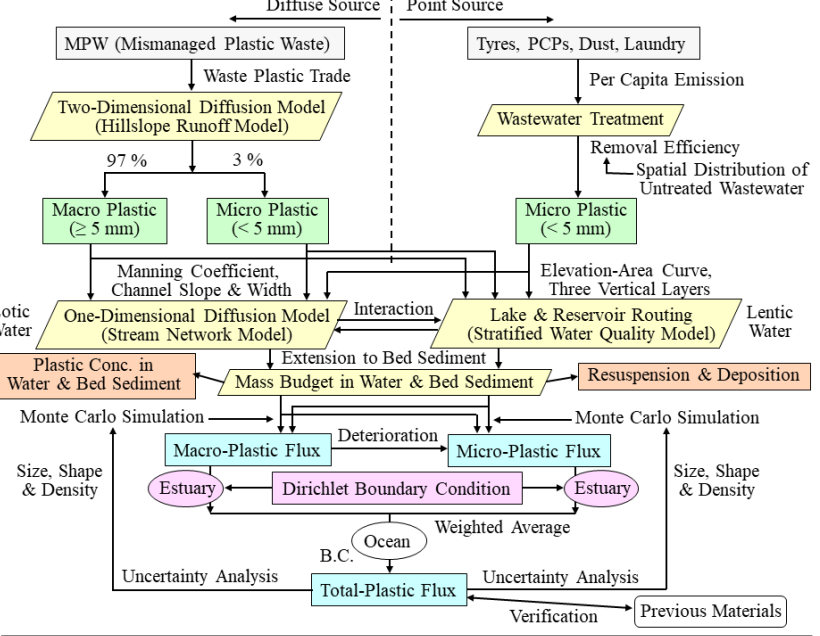 Diffuse Source
Point Source
MPW (Mismanaged Plastic Waste)
Tyres, PCPs, Dust, Laundry
Waste Plastic Trade
Per Capita Emission
Two-Dimensional Diffusion Model
(Hillslope Runoff Model)
Wastewater Treatment
97 %
3 %
Removal Efficiency
Spatial Distribution of
Untreated Wastewater
Macro Plastic
(≥ 5 mm)
Micro Plastic
(< 5 mm)
Micro Plastic
(< 5 mm)
Manning Coefficient,
Channel Slope & Width
Elevation-Area Curve,
Three Vertical Layers
One-Dimensional Diffusion Model
(Stream Network Model)
Interaction
Lake & Reservoir Routing
(Stratified Water Quality Model)
Lentic
Water
Extension to Bed Sediment
Plastic Conc. in
Water & Bed Sediment
Mass Budget in Water & Bed Sediment
Resuspension & Deposition
Monte Carlo Simulation
Monte Carlo Simulation
Macro-Plastic Flux
Deterioration
Micro-Plastic Flux
Size, Shape
& Density
Estuary
Dirichlet Boundary Condition
Estuary
Size, Shape
& Density
Weighted Average
Ocean
B.C.
Uncertainty Analysis
Total-Plastic Flux
Uncertainty Analysis
Verification
Previous Materials